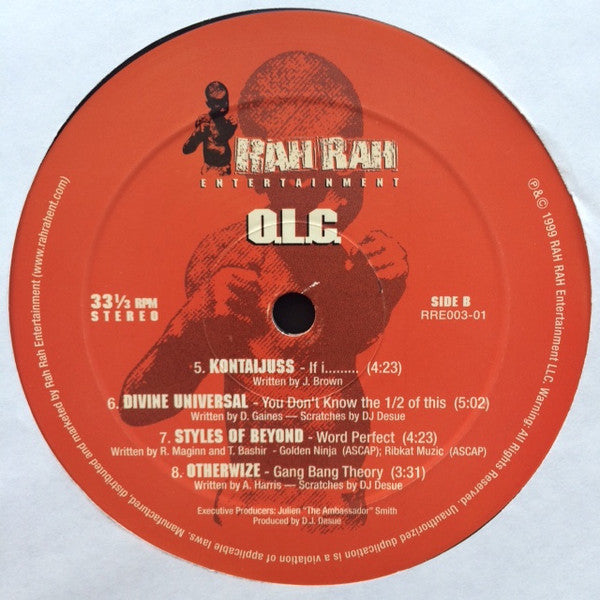 RAH RAH
ENTERTAINMENT
O.L.C.
33⅓ RPM
STEREO
SIDE B
RRE003-01
5. KONTAIJUSS - If i......... (4:23)
Written by J. Brown
6. DIVINE UNIVERSAL - You Don't Know the 1/2 of this (5:02)
Written by D. Gaines — Scratches by DJ Desue
7. STYLES OF BEYOND - Word Perfect (4:23)
Written by R. Maginn and T. Bashir - Golden Ninja (ASCAP); Ribkat Muzic (ASCAP)
8. OTHERWIZE - Gang Bang Theory (3:31)
Written by A. Harris — Scratches by DJ Desue
Executive Producers: Julien "The Ambassador" Smith
Produced by D.J. Desue
℗&© 1999 RAH RAH Entertainment LLC. Warning: All Rights Reserved. Unauthorized duplication is a violation of applicable laws. Manufactured, distributed and marketed by Rah Rah Entertainment (www.rahrahent.com)